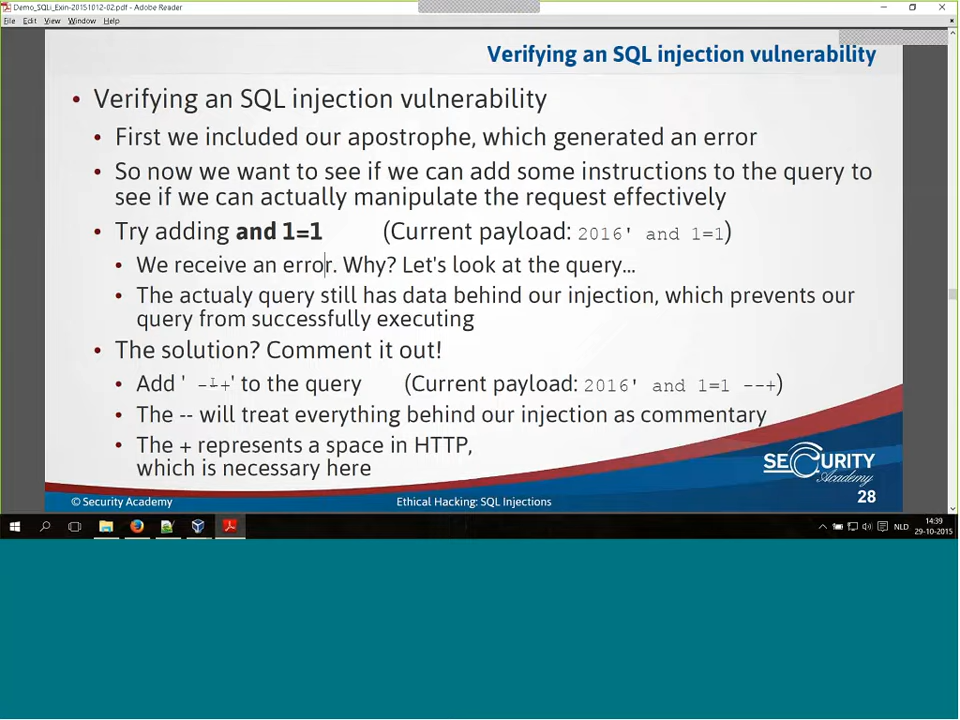 Demo_SQLi_Exin-20151012-02.pdf - Adobe Reader
File Edit View Window Help
Verifying an SQL injection vulnerability
• Verifying an SQL injection vulnerability
• First we included our apostrophe, which generated an error
• So now we want to see if we can add some instructions to the query to
see if we can actually manipulate the request effectively
• Try adding and 1=1 (Current payload: 2016' and 1=1)
• We receive an error. Why? Let's look at the query...
• The actualy query still has data behind our injection, which prevents our
query from successfully executing
• The solution? Comment it out!
• Add ' --+' to the query (Current payload: 2016' and 1=1 --+)
• The -- will treat everything behind our injection as commentary
• The + represents a space in HTTP,
which is necessary here
SECURITY
Academy
© Security Academy Ethical Hacking: SQL Injections 28
NLD 14:39
29-10-2015